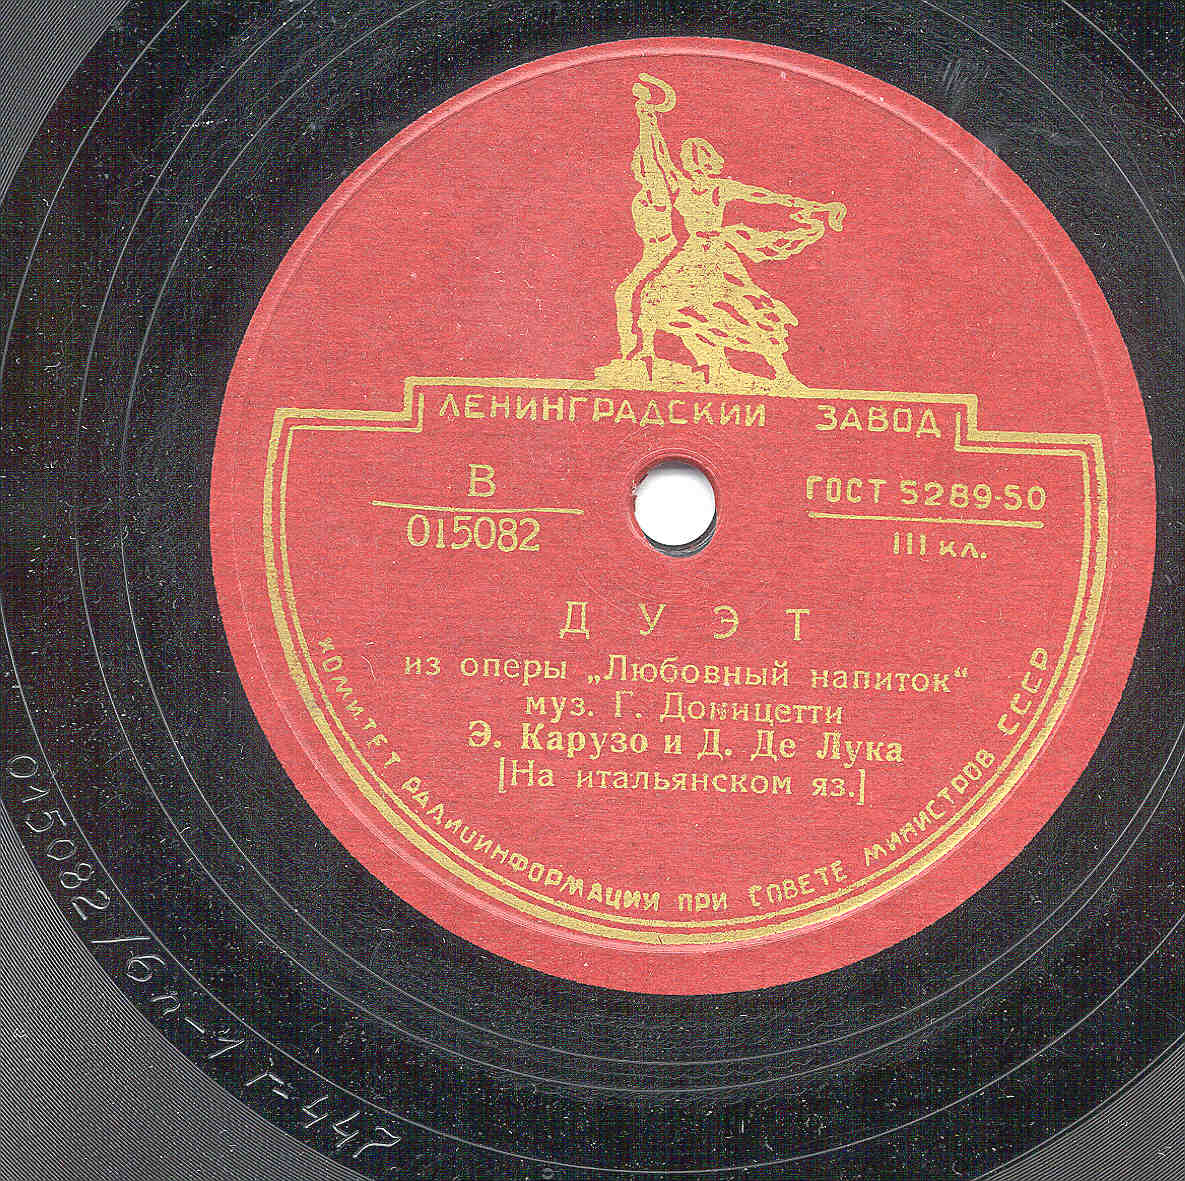 ЛЕНИНГРАДСКИЙ ЗАВОД
В
015082
ГОСТ 5289-50
III кл.
ДУЭТ
из оперы „Любовный напиток“
муз. Г. Доницетти
Э. Карузо и Д. Де Лука
[На итальянском яз.]
КОМИТЕТ РАДИОИНФОРМАЦИИ ПРИ СОВЕТЕ МИНИСТРОВ СССР
015082/6п-1 г-447